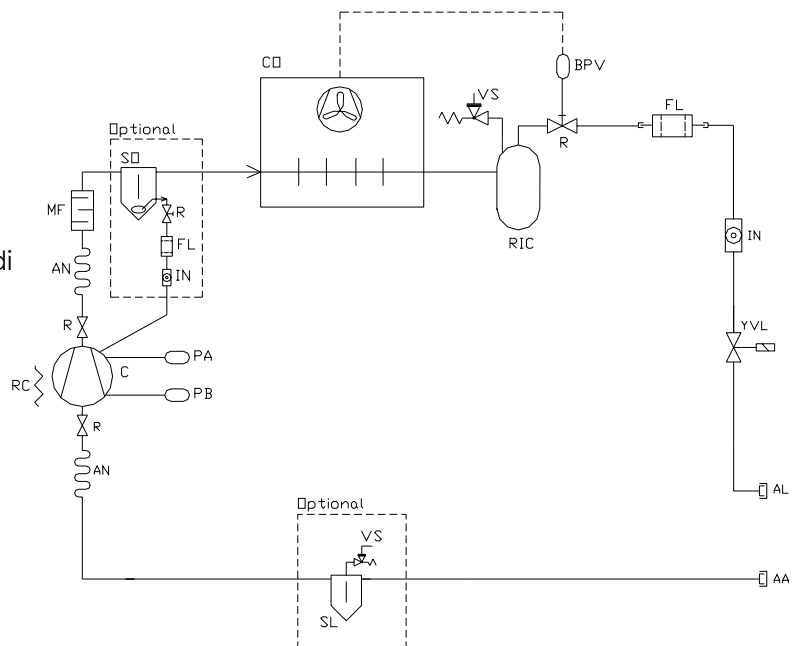 CO
BPV
VS
FL
Optional
SO
R
MF
R
RIC
FL
IN
di
AN
IN
R
YVL
PA
C
RC
PB
R
AN
AL
Optional
VS
AA
SL